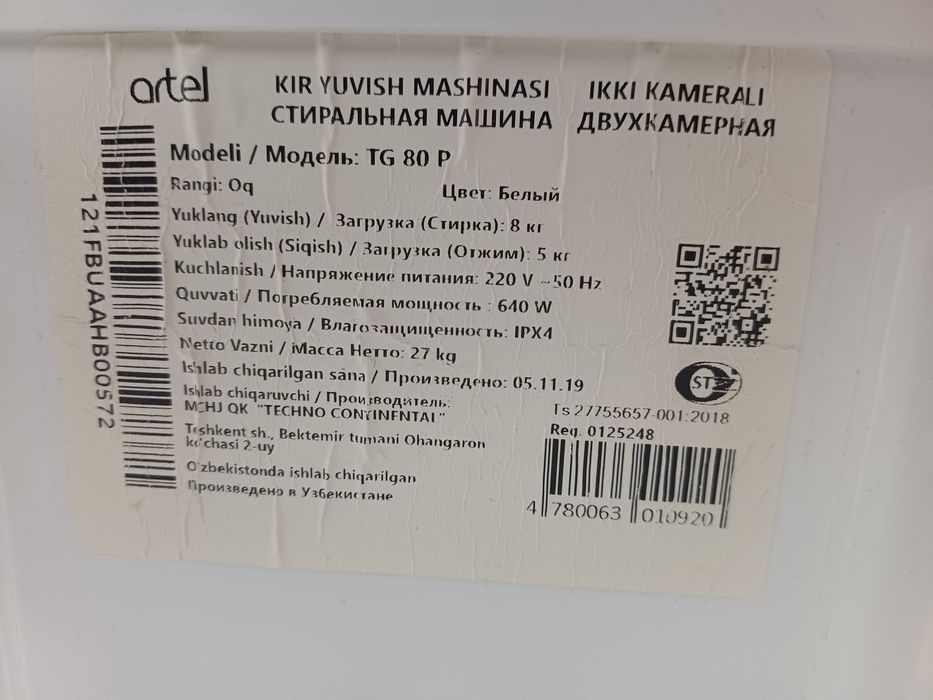 artel
KIR YUVISH MASHINASI IKKI KAMERALI
СТИРАЛЬНАЯ МАШИНА ДВУХКАМЕРНАЯ
Modeli / Модель: TG 80 P
Rangi: Oq Цвет: Белый
Yuklang (Yuvish) / Загрузка (Стирка): 8 кг
Yuklab olish (Siqish) / Загрузка (Отжим): 5 кг
Kuchlanish / Напряжение питания: 220 V ~50 Hz
Quvvati / Потребляемая мощность : 640 W
Suvdan himoya / Влагозащищенность: IPX4
Netto Vazni / Масса Нетто: 27 kg
Ishlab chiqarilgan sana / Произведено: 05.11.19
Ishlab chiqaruvchi / Производитель:
MCHJ QK "TECHNO CONTINENTAL"
Toshkent sh., Bektemir tumani Ohangaron
ko'chasi 2-uy
O'zbekistonda ishlab chiqarilgan
Произведено в Узбекистане
121FBUAAHB00572
ST
Ts 27755657-001:2018
Reg. 0125248
4 780063 010920